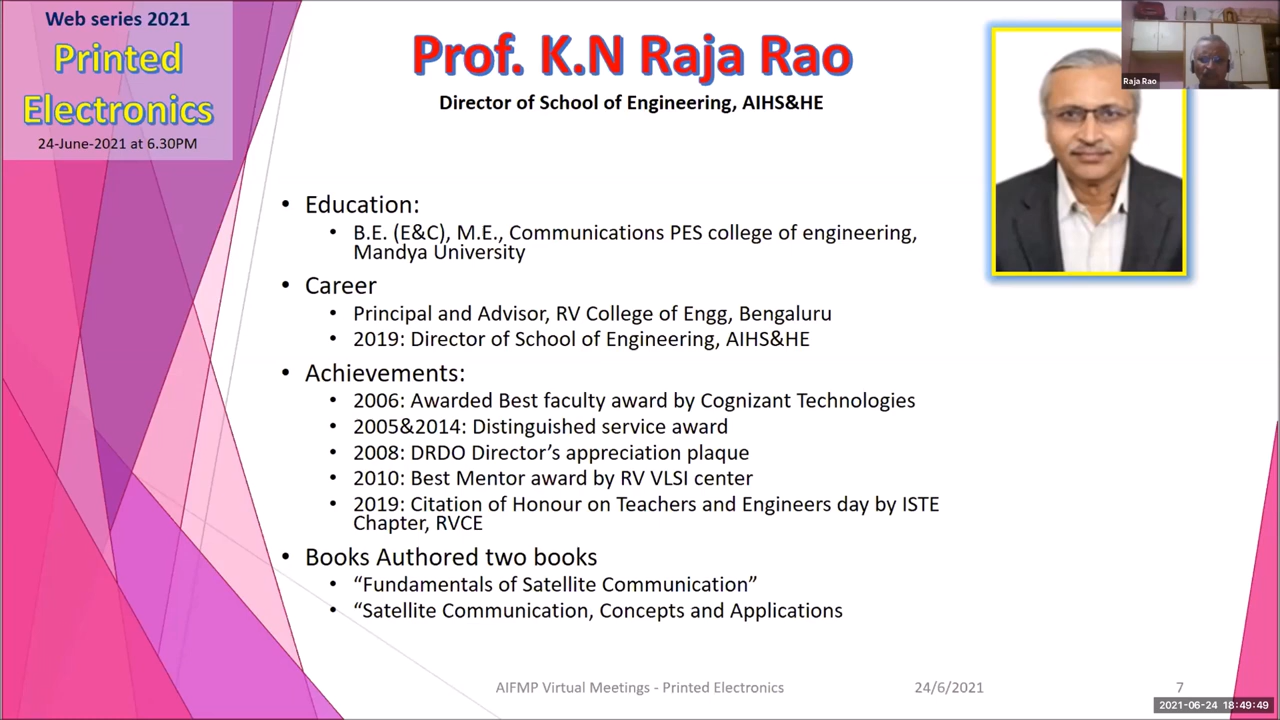 Web series 2021
Printed
Electronics
24-June-2021 at 6.30PM
Prof. K.N Raja Rao
Director of School of Engineering, AIHS&HE
Raja Rao
• Education:
• B.E. (E&C), M.E., Communications PES college of engineering,
Mandya University
• Career
• Principal and Advisor, RV College of Engg, Bengaluru
• 2019: Director of School of Engineering, AIHS&HE
• Achievements:
• 2006: Awarded Best faculty award by Cognizant Technologies
• 2005&2014: Distinguished service award
• 2008: DRDO Director’s appreciation plaque
• 2010: Best Mentor award by RV VLSI center
• 2019: Citation of Honour on Teachers and Engineers day by ISTE
Chapter, RVCE
• Books Authored two books
• “Fundamentals of Satellite Communication”
• “Satellite Communication, Concepts and Applications
AIFMP Virtual Meetings - Printed Electronics 24/6/2021 7
2021-06-24 18:49:49